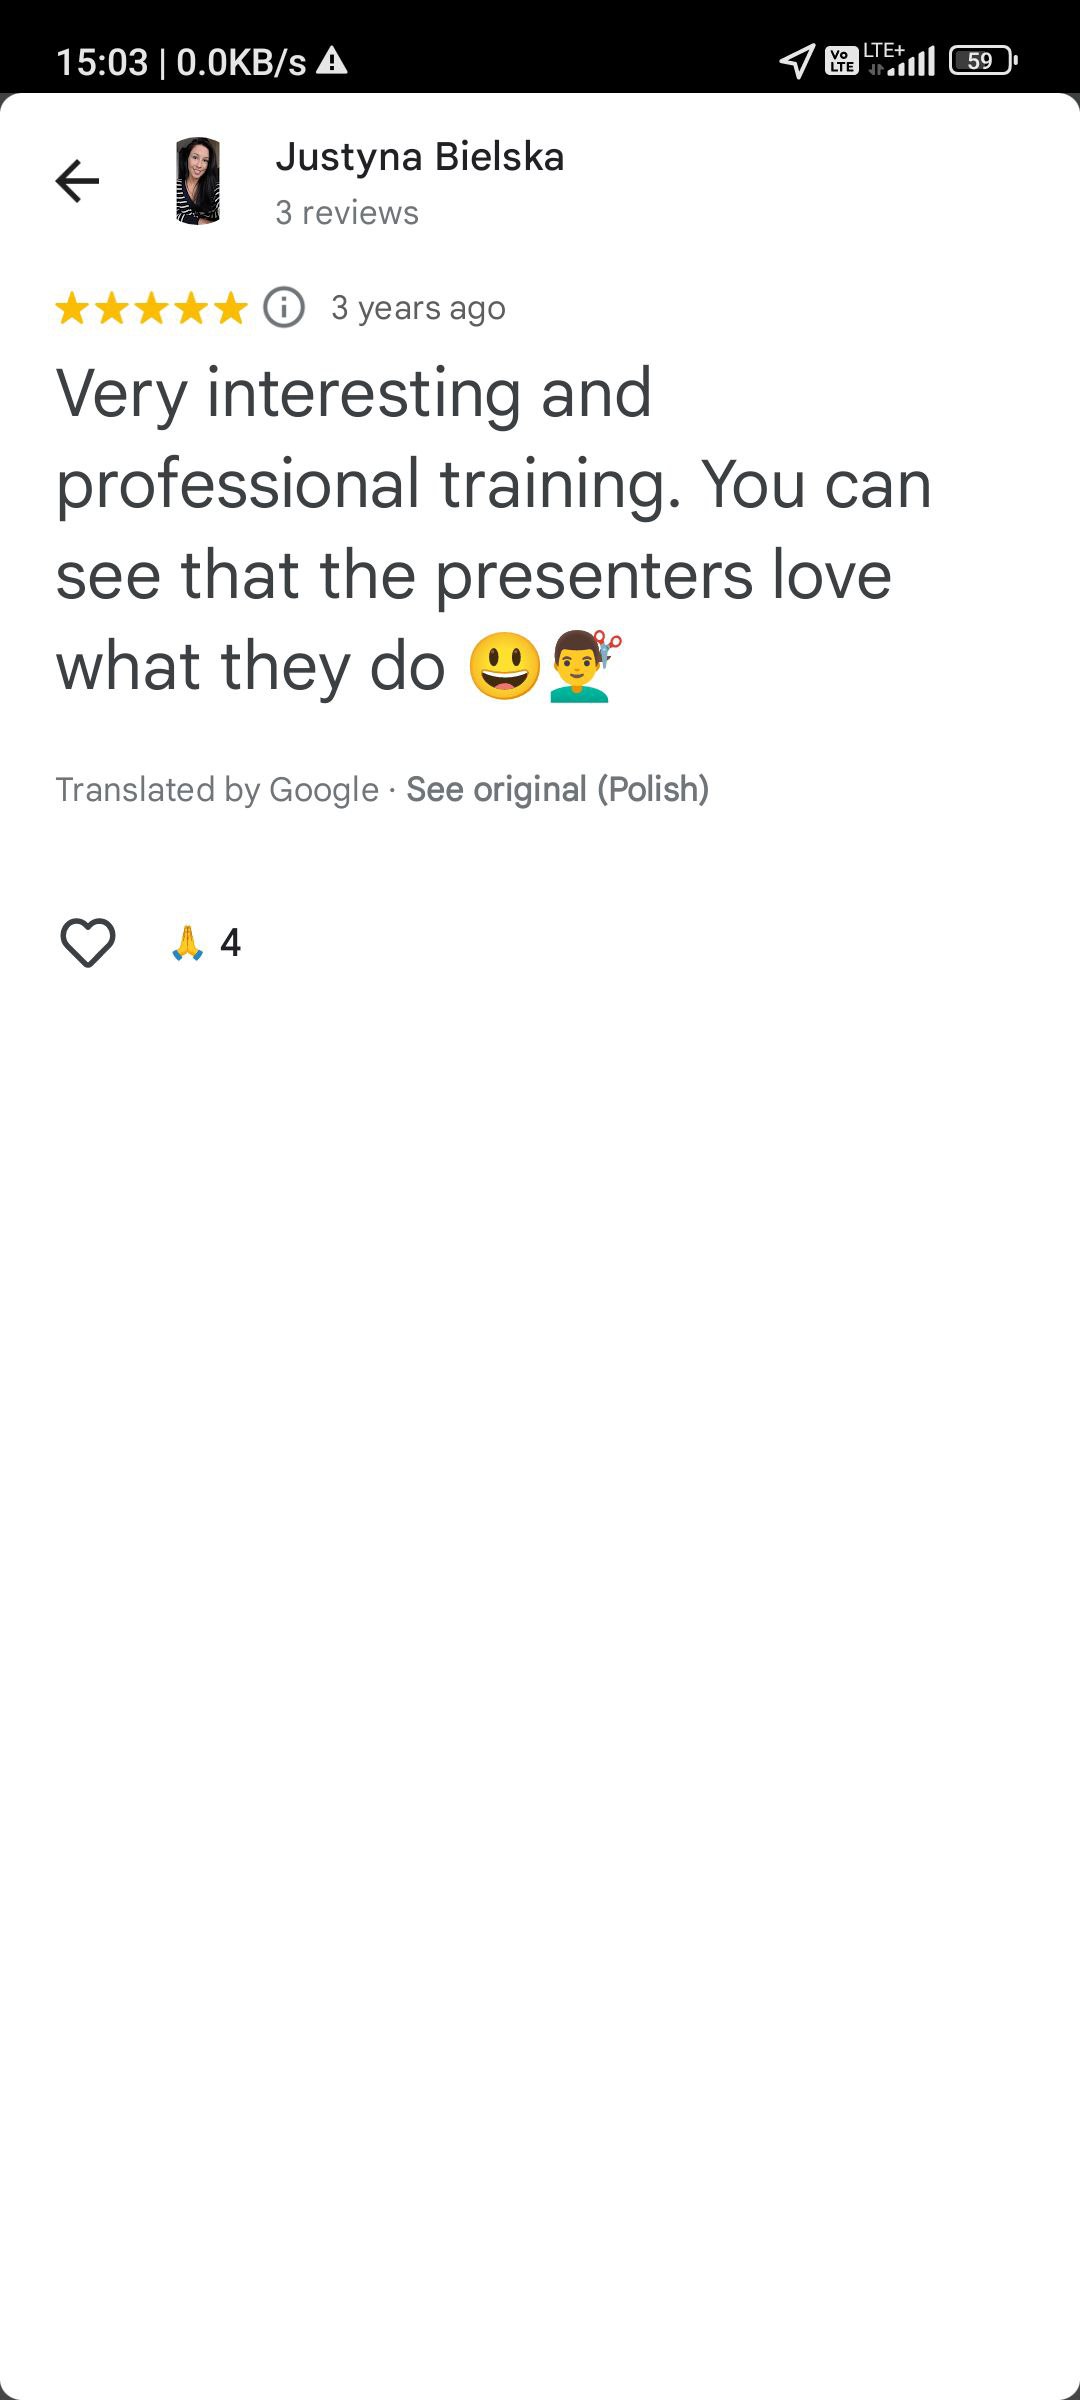 15:03 | 0.0KB/s
Vo LTE LTE+ 59
Justyna Bielska
3 reviews
3 years ago
Very interesting and
professional training. You can
see that the presenters love
what they do 😃💇‍♂️
Translated by Google · See original (Polish)
🙏 4